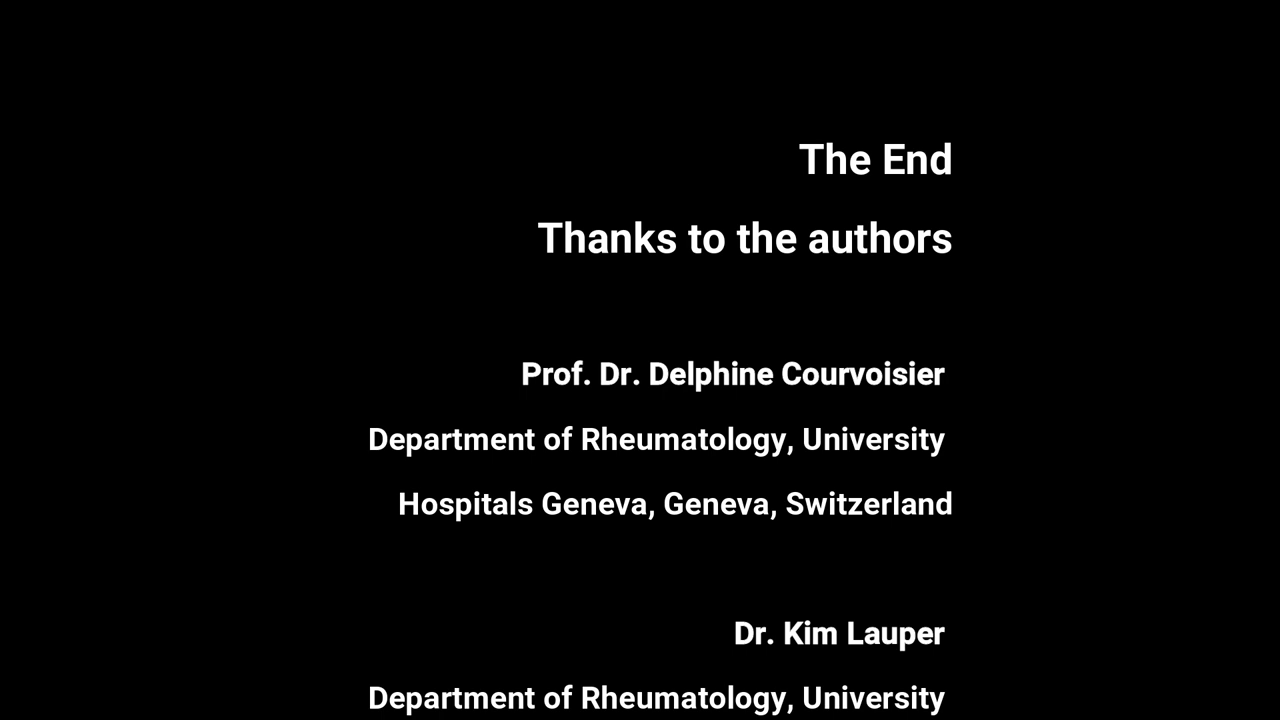 The End
Thanks to the authors
Prof. Dr. Delphine Courvoisier
Department of Rheumatology, University
Hospitals Geneva, Geneva, Switzerland
Dr. Kim Lauper
Department of Rheumatology, University